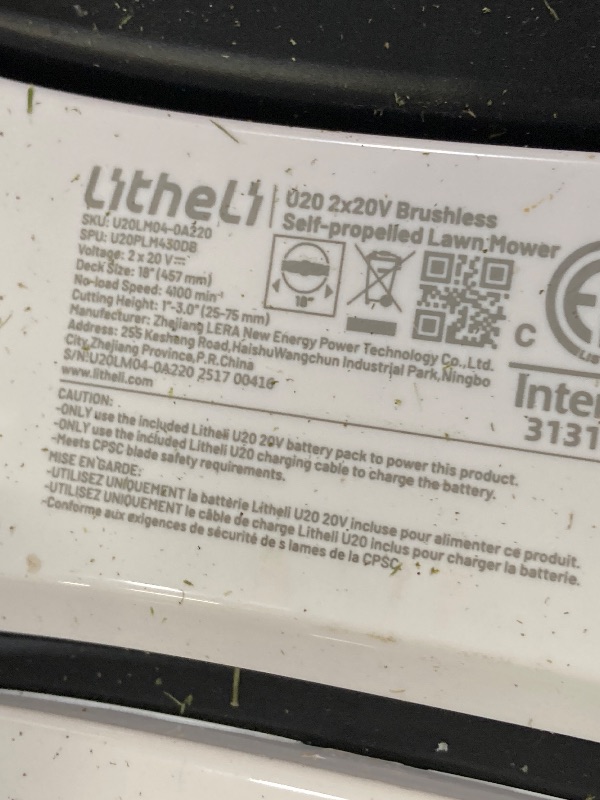 Litheli
U20 2x20V Brushless
Self-propelled Lawn Mower
SKU: U20LM04-0A220
SPU: U20PLM430DB
Voltage: 2 x 20 V⎓
Deck Size: 18" (457 mm)
No-load Speed: 4100 min⁻¹
Cutting Height: 1"-3.0" (25-75 mm)
Manufacturer: Zhejiang LERA New Energy Power Technology Co.,Ltd.
Address: 255 Keshang Road,HaishuWangchun Industrial Park,Ningbo
City,Zhejiang Province,P.R.China
S/N:U20LM04-0A220 2517 00416
www.litheli.com
18"
C
LIS
Inte
3131
CAUTION:
-ONLY use the included Litheli U20 20V battery pack to power this product.
-ONLY use the included Litheli U20 charging cable to charge the battery.
-Meets CPSC blade safety requirements.
MISE EN GARDE:
-UTILISEZ UNIQUEMENT la batterie Litheli U20 20V incluse pour alimenter ce produit.
-UTILISEZ UNIQUEMENT le câble de charge Litheli U20 inclus pour charger la batterie.
-Conforme aux exigences de sécurité de s lames de la CPSC.